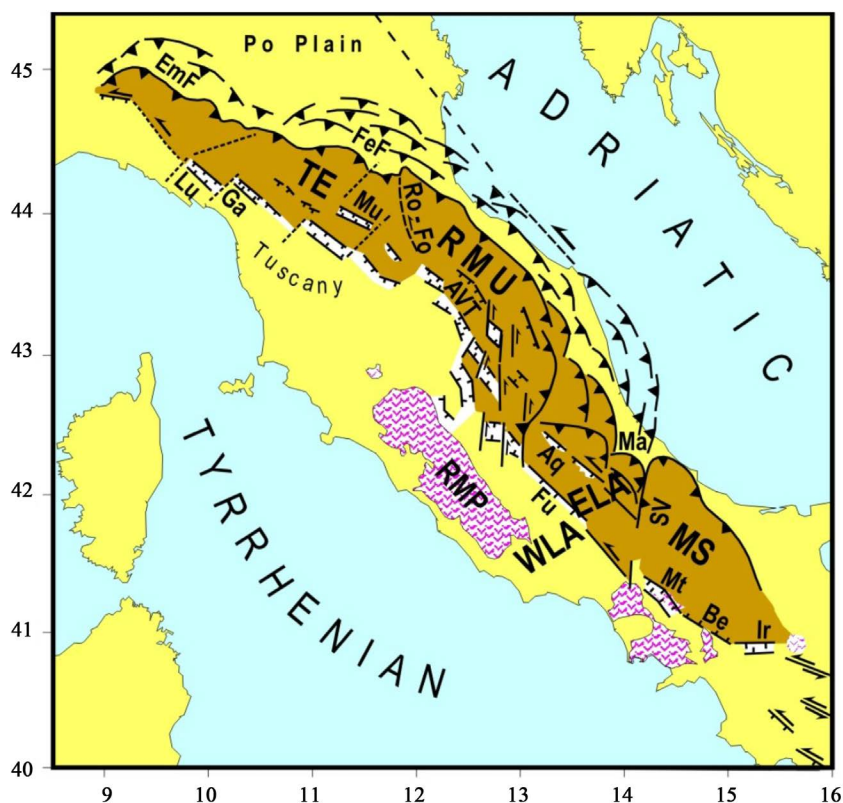 Po Plain
45
EmF
ADRIATIC
FeF
TE
Lu
Ga
Mu
Ro-Fo
44
RMU
Tuscany
AVT
43
TYRRHENIAN
Ma
Aq
RMP
42
Fu
ELA
SV
WLA
MS
Mt
Be
Ir
41
40
9 10 11 12 13 14 15 16